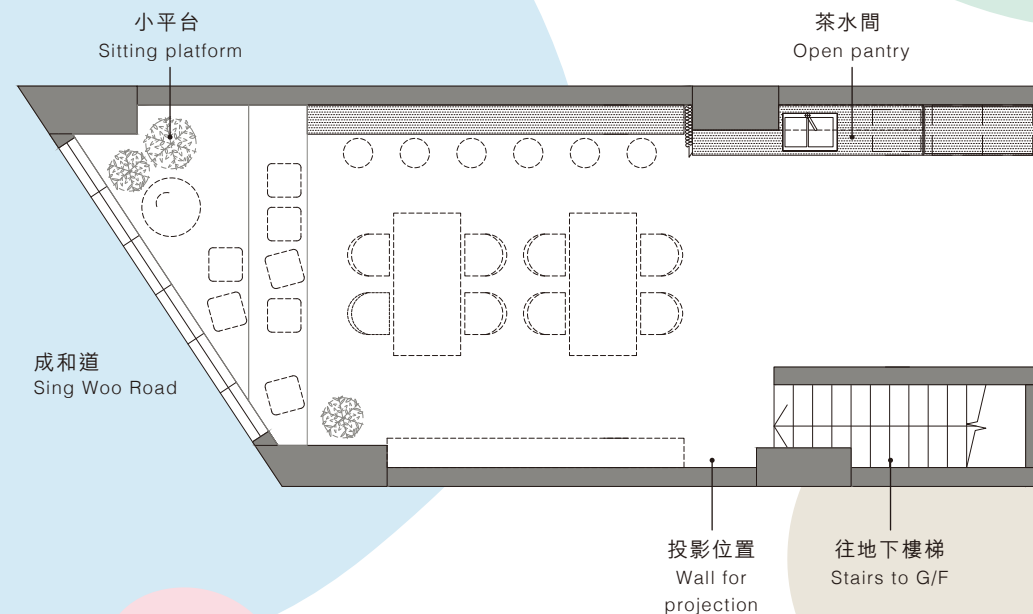 小平台
Sitting platform
茶水間
Open pantry
成和道
Sing Woo Road
投影位置
Wall for
projection
往地下樓梯
Stairs to G/F